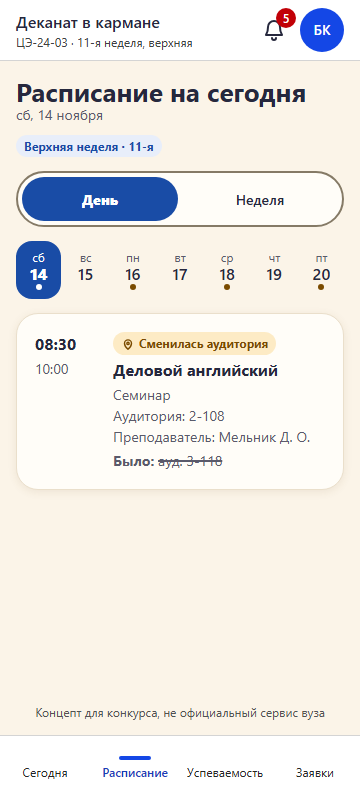 Деканат в кармане
ЦЭ-24-03 · 11-я неделя, верхняя
5
БК
Расписание на сегодня
сб, 14 ноября
Верхняя неделя · 11-я
День
Неделя
сб вс пн вт ср чт пт
14 15 16 17 18 19 20
08:30
10:00
Сменилась аудитория
Деловой английский
Семинар
Аудитория: 2-108
Преподаватель: Мельник Д. О.
Было: ауд. 3-118
Концепт для конкурса, не официальный сервис вуза
Сегодня Расписание Успеваемость Заявки